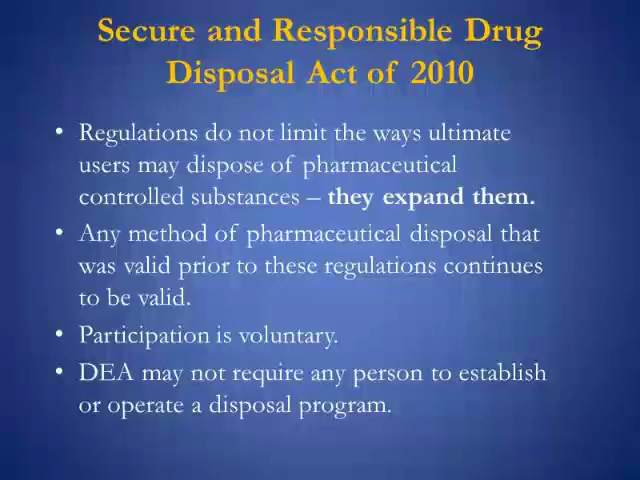 Secure and Responsible Drug
Disposal Act of 2010
• Regulations do not limit the ways ultimate
users may dispose of pharmaceutical
controlled substances – they expand them.
• Any method of pharmaceutical disposal that
was valid prior to these regulations continues
to be valid.
• Participation is voluntary.
• DEA may not require any person to establish
or operate a disposal program.